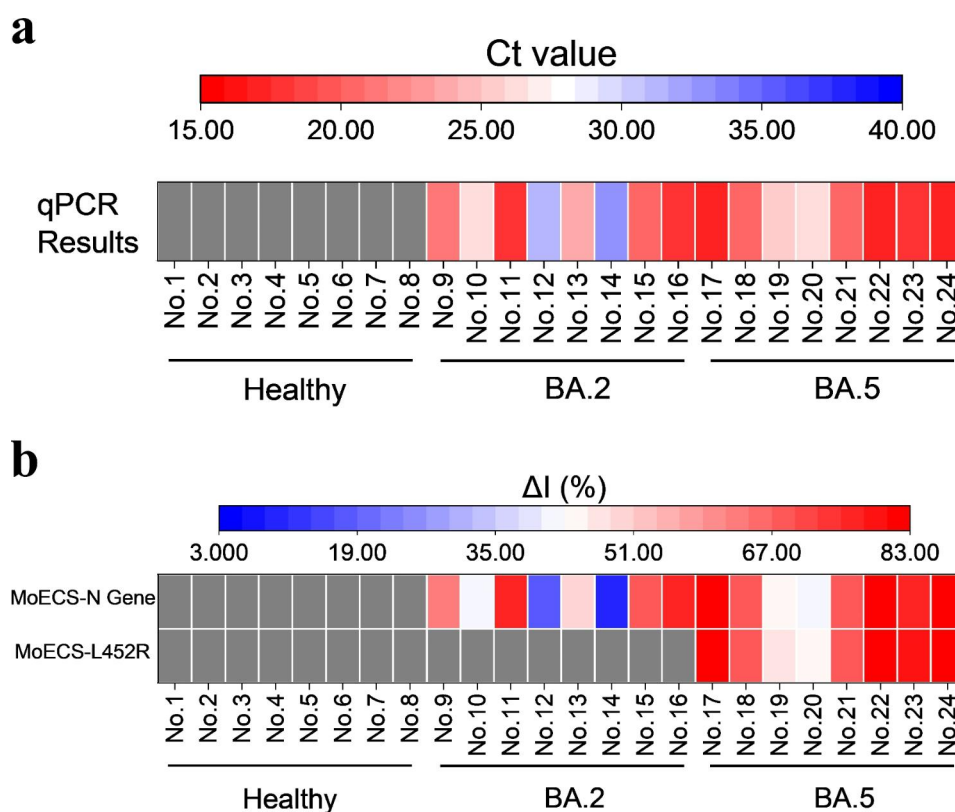 a
Ct value
15.00 20.00 25.00 30.00 35.00 40.00
qPCR
Results
No.1 No.2 No.3 No.4 No.5 No.6 No.7 No.8 No.9 No.10 No.11 No.12 No.13 No.14 No.15 No.16 No.17 No.18 No.19 No.20 No.21 No.22 No.23 No.24
Healthy BA.2 BA.5
b
ΔI (%)
3.000 19.00 35.00 51.00 67.00 83.00
MoECS-N Gene
MoECS-L452R
No.1 No.2 No.3 No.4 No.5 No.6 No.7 No.8 No.9 No.10 No.11 No.12 No.13 No.14 No.15 No.16 No.17 No.18 No.19 No.20 No.21 No.22 No.23 No.24
Healthy BA.2 BA.5